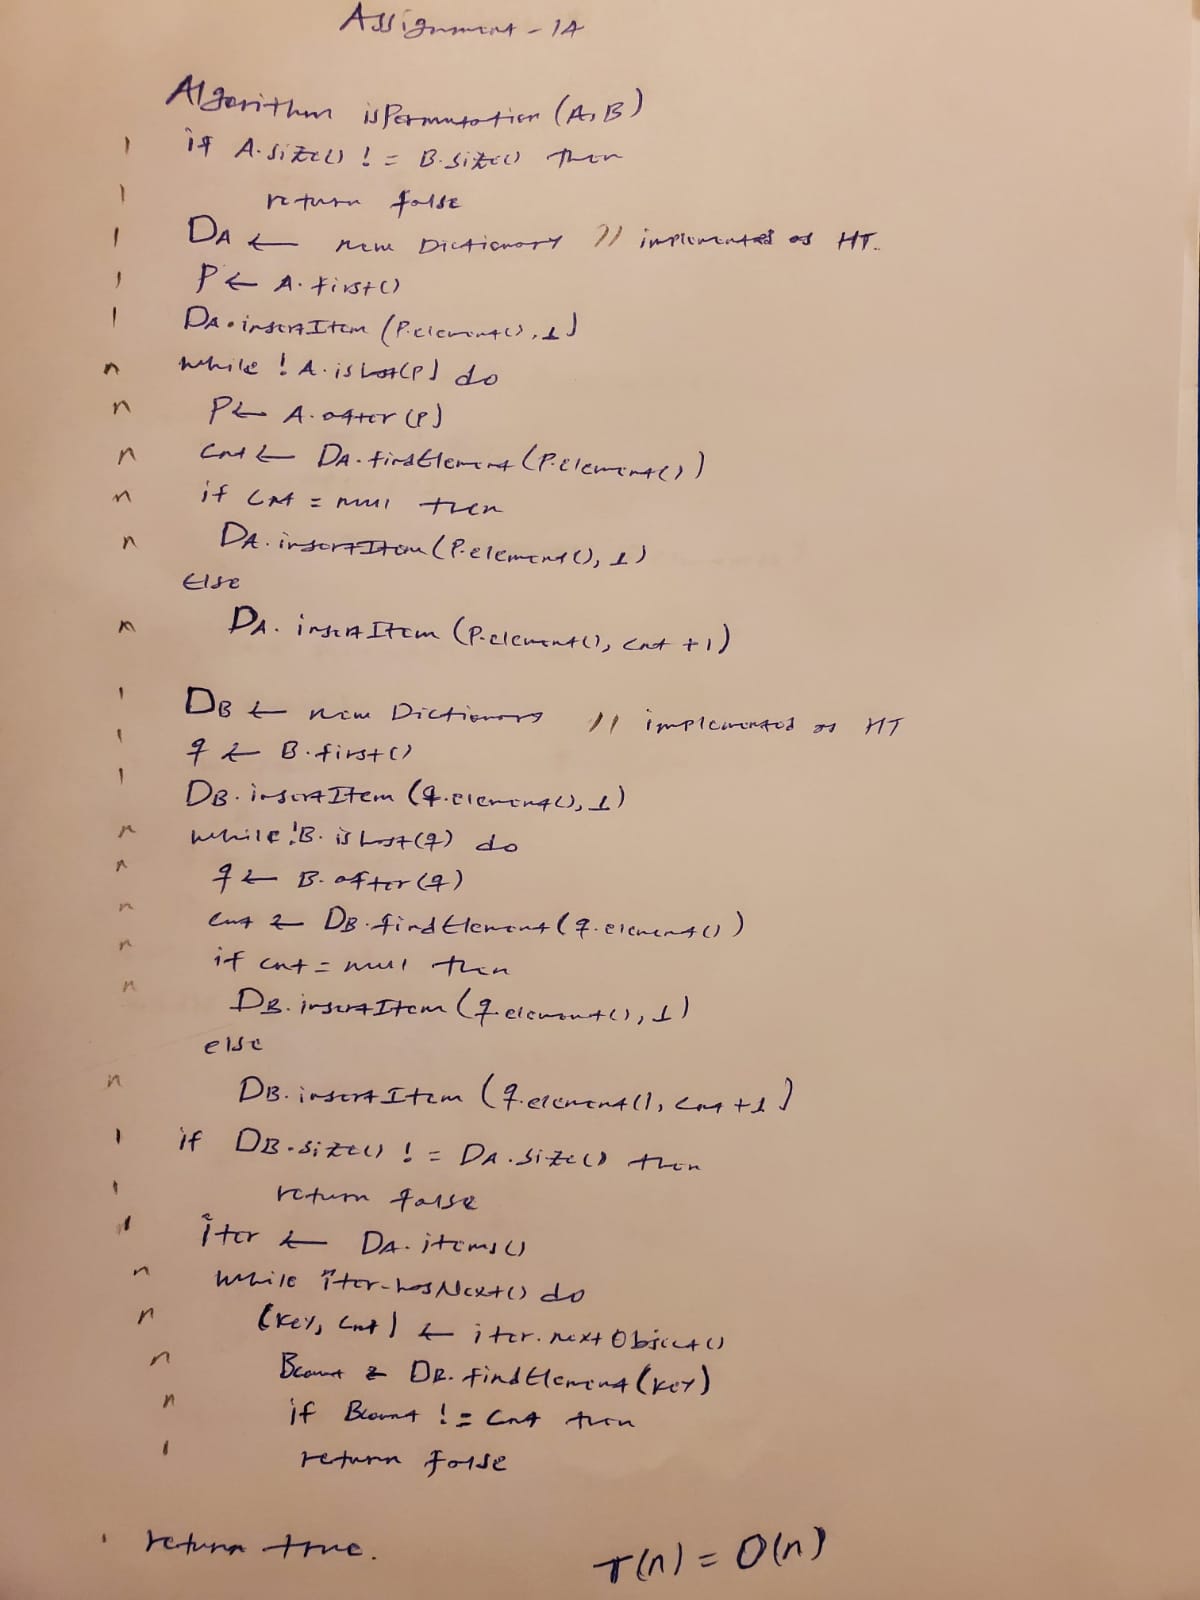 Assignment - 1A
Algorithm isPermutation (A, B)
1 if A.size() != B.size() then
1 return false
1 DA ← new Dictionary // implemented as HT.
1 P ← A.first()
1 DA.insertItem (P.element(), 1)
n while ! A.isLast(P) do
n P ← A.after (P)
n Cnt ← DA.findElement (P.element())
n if Cnt = null then
n DA.insertItem (P.element(), 1)
Else
n DA.insertItem (P.element(), Cnt +1)
1 DB ← new Dictionary // implemented as HT
1 q ← B.first()
1 DB.insertItem (q.element(), 1)
n while !B.isLast(q) do
n q ← B.after(q)
n Cnt ← DB.findElement (q.element())
n if cnt = null then
n DB.insertItem (q.element(), 1)
else
n DB.insertItem (q.element(), Cnt +1)
1 if DB.size() != DA.size() then
1 return false
1 iter ← DA.items()
n while iter.hasNext() do
n (key, Cnt) ← iter.nextObject()
n Bcount ← DB.findElement (key)
n if Bcount != Cnt then
1 return false
1 return true.
T(n) = O(n)